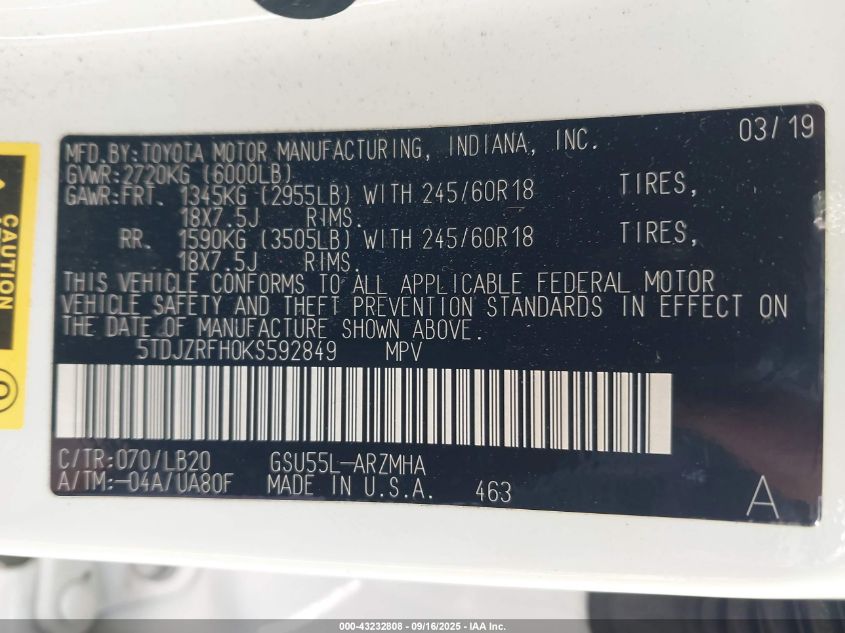 03/19
MFD.BY:TOYOTA MOTOR MANUFACTURING, INDIANA, INC.
GVWR:2720KG (6000LB)
GAWR:FRT. 1345KG (2955LB) WITH 245/60R18 TIRES,
18X7.5J RIMS.
RR. 1590KG (3505LB) WITH 245/60R18 TIRES,
18X7.5J RIMS.
THIS VEHICLE CONFORMS TO ALL APPLICABLE FEDERAL MOTOR
VEHICLE SAFETY AND THEFT PREVENTION STANDARDS IN EFFECT ON
THE DATE OF MANUFACTURE SHOWN ABOVE.
5TDJZRFH0KS592849 MPV
C/TR:070/LB20 GSU55L-ARZMHA
A/TM:-04A/UA80F MADE IN U.S.A. 463
A
CAUTION
000-43232808 - 09/16/2025 - IAA Inc.